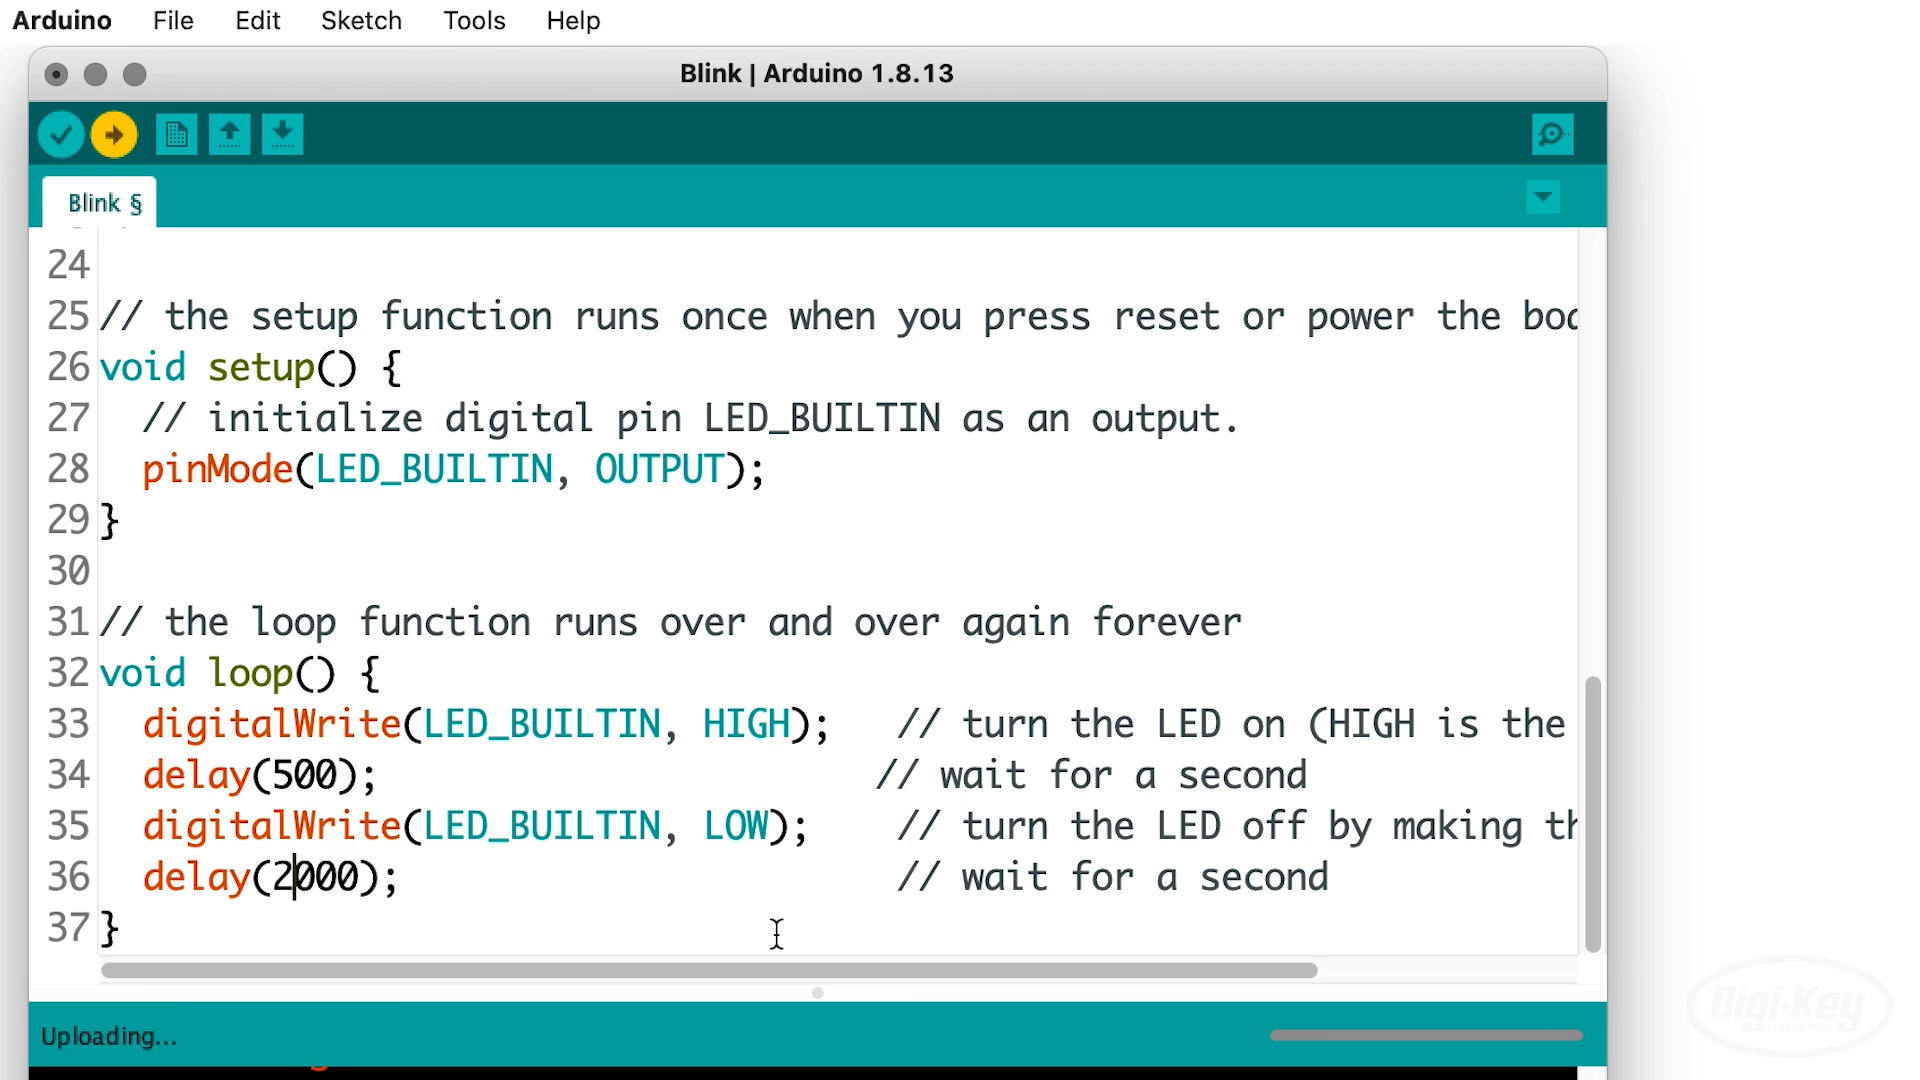 Arduino File Edit Sketch Tools Help
Blink | Arduino 1.8.13
Blink §
24
25 // the setup function runs once when you press reset or power the boa
26 void setup() {
27 // initialize digital pin LED_BUILTIN as an output.
28 pinMode(LED_BUILTIN, OUTPUT);
29 }
30
31 // the loop function runs over and over again forever
32 void loop() {
33 digitalWrite(LED_BUILTIN, HIGH); // turn the LED on (HIGH is the
34 delay(500); // wait for a second
35 digitalWrite(LED_BUILTIN, LOW); // turn the LED off by making th
36 delay(2000); // wait for a second
37 }
Digi-Key
ELECTRONICS
Uploading...